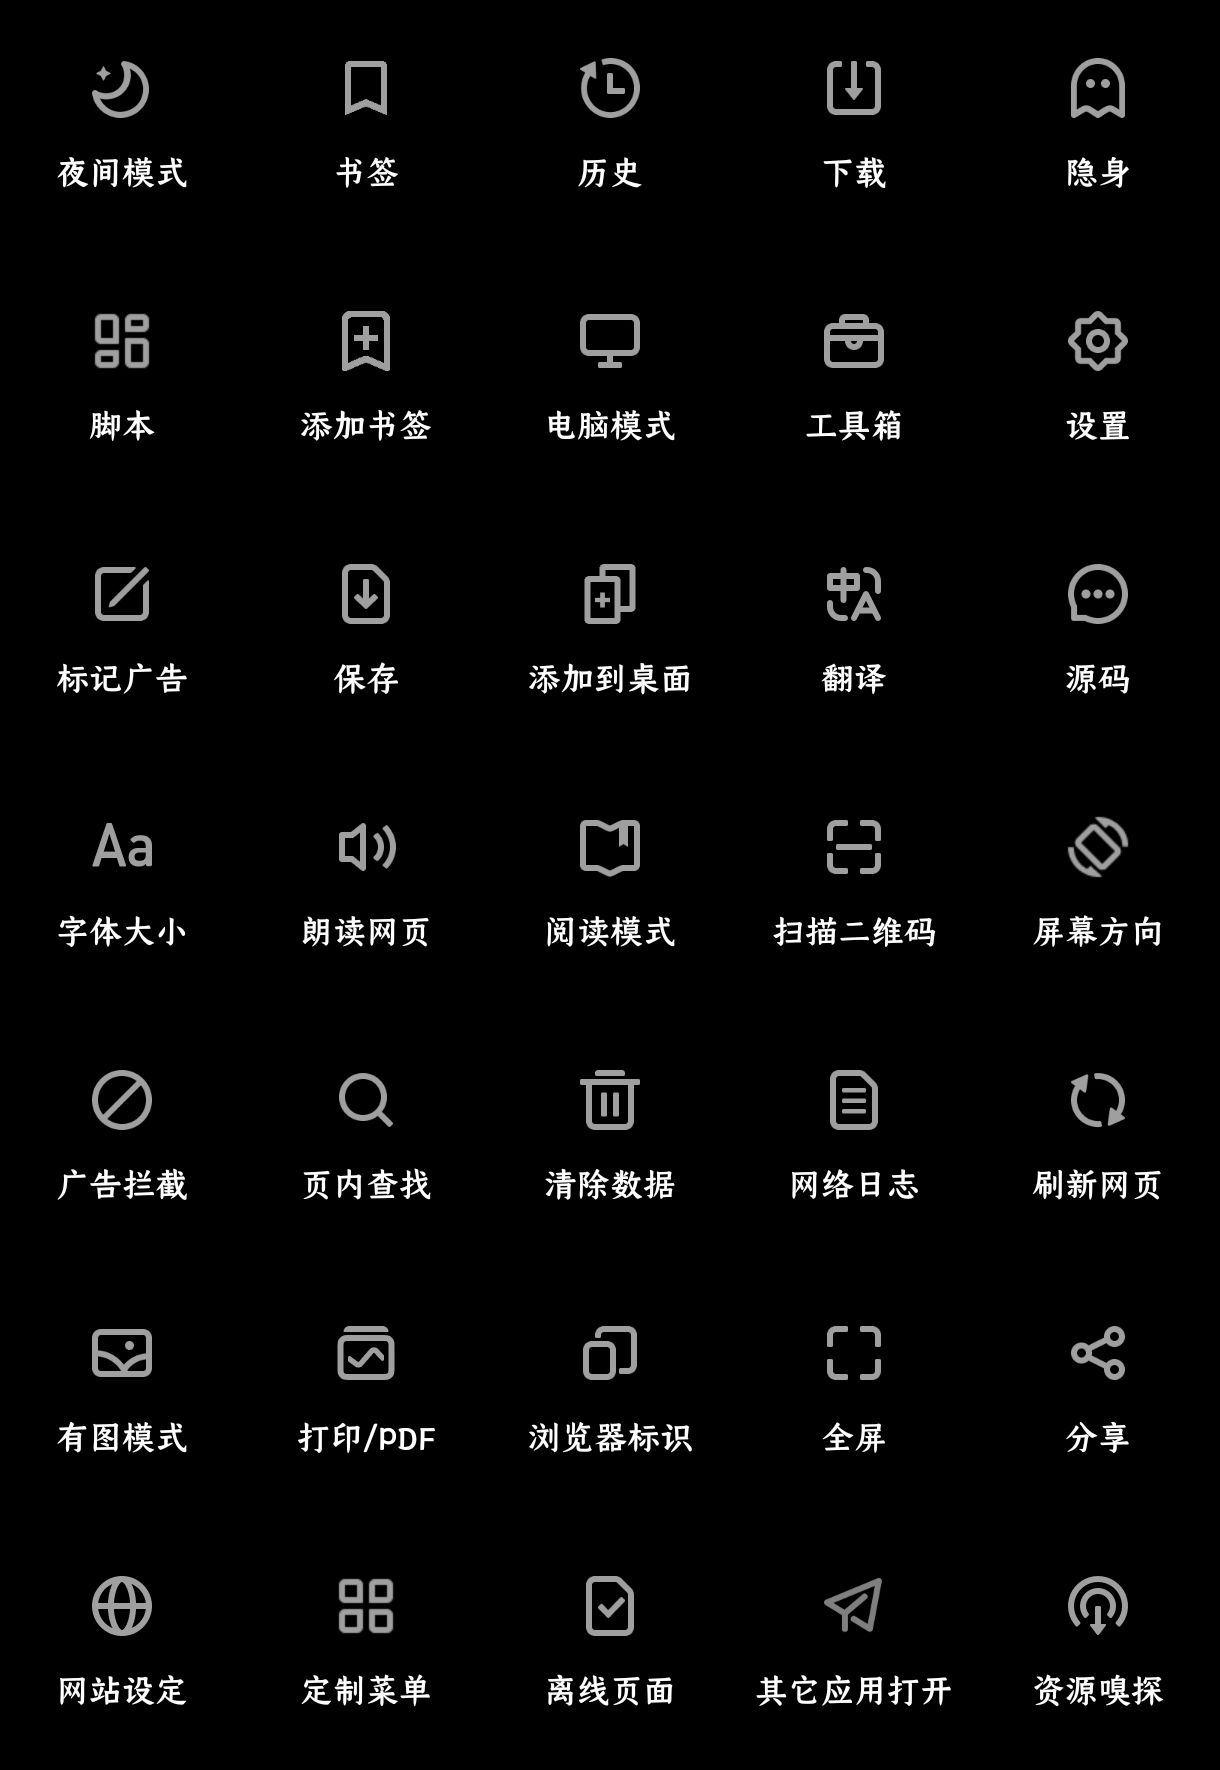 夜间模式 书签 历史 下载 隐身
脚本 添加书签 电脑模式 工具箱 设置
标记广告 保存 添加到桌面 翻译 源码
Aa 字体大小 朗读网页 阅读模式 扫描二维码 屏幕方向
广告拦截 页内查找 清除数据 网络日志 刷新网页
有图模式 打印/PDF 浏览器标识 全屏 分享
网站设定 定制菜单 离线页面 其它应用打开 资源嗅探